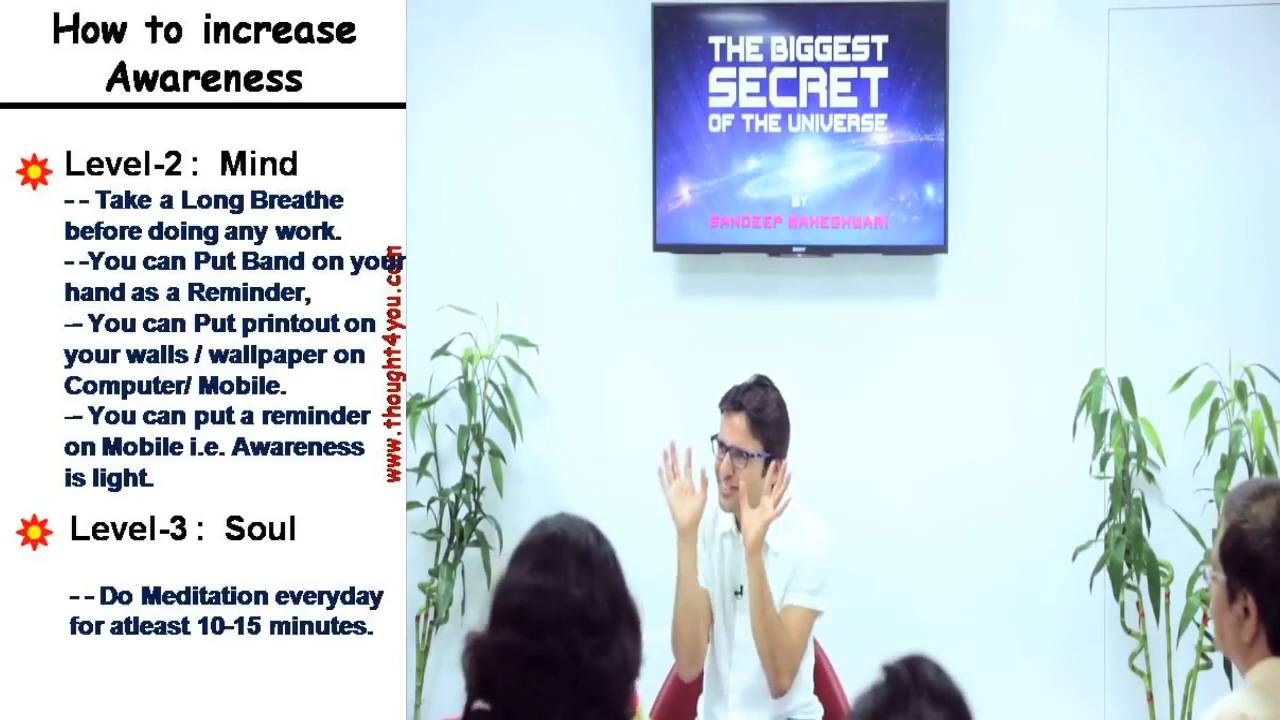 How to increase
Awareness
Level-2 : Mind
-- Take a Long Breathe
before doing any work.
--You can Put Band on your
hand as a Reminder,
-- You can Put printout on
your walls / wallpaper on
Computer/ Mobile.
-- You can put a reminder
on Mobile i.e. Awareness
is light.
Level-3 : Soul
-- Do Meditation everyday
for atleast 10-15 minutes.
www.thought4you.com
THE BIGGEST
SECRET
OF THE UNIVERSE
BY
SANDEEP MAHESHWARI
SONY